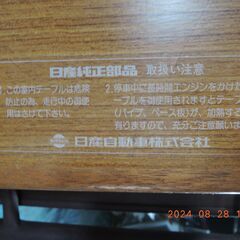 日産純正部品 取扱い注意
1. この室内テーブルは危険
防止の為、走行中の御使
用はさけて下さい。
2. 停車中に長時間エンジンをかけた
テーブルを御使用されますとテーブ
(パイプ、ベース板)が、加熱する
有りますので、充分ご注意下さい
日産自動車株式会社
2024 08 28